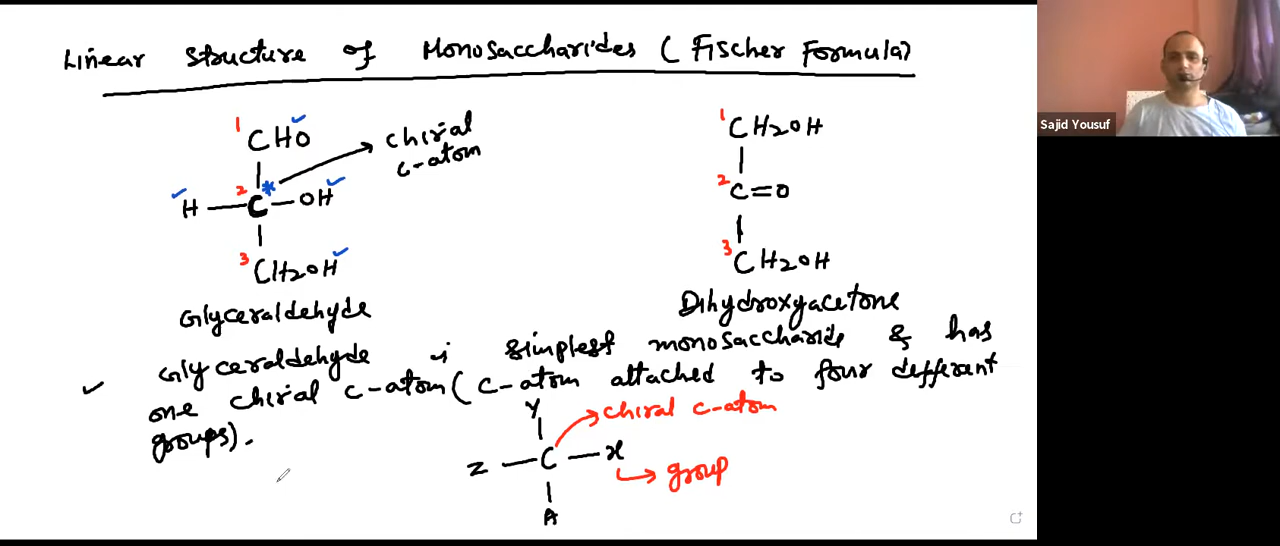 Linear structure of Monosaccharides (Fischer Formula)
1
CHO
chiral
c-atom
H
2
C
*
OH
3
CH2OH
Glyceraldehyde
1
CH2OH
2
C=O
3
CH2OH
Dihydroxyacetone
Glyceraldehyde is simplest monosaccharide & has
one chiral c-atom (c-atom attached to four defferant
groups).
Y
chiral c-atom
Z
C
x
group
A
Sajid Yousuf